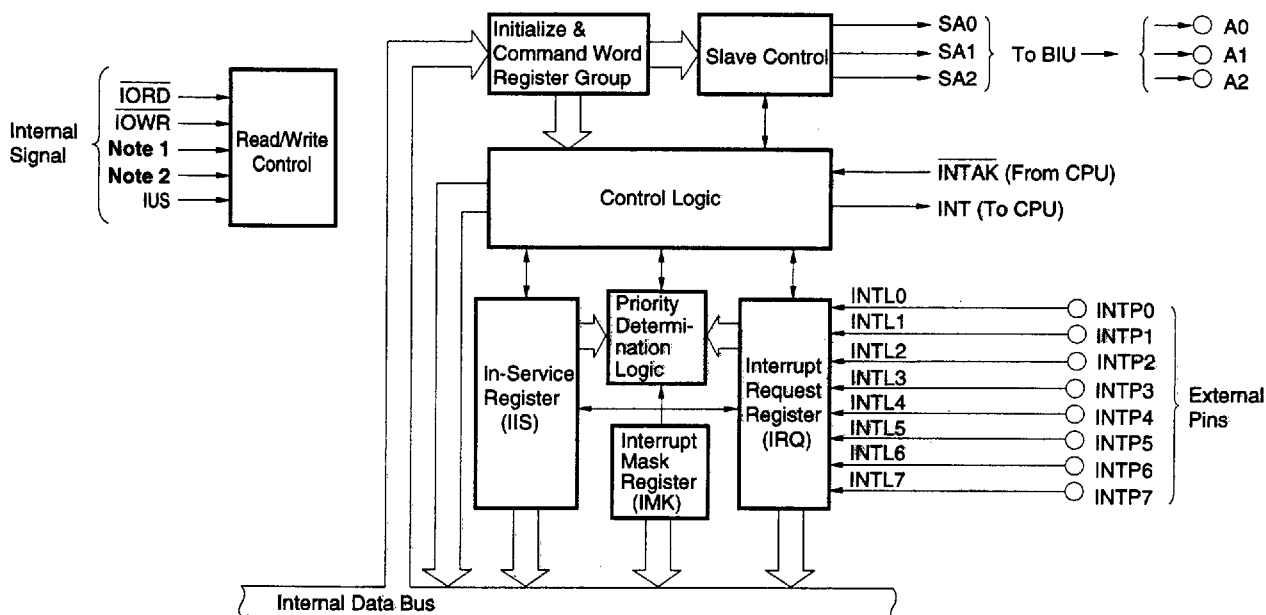 Initialize &
Command Word
Register Group
Slave Control
SA0
SA1
SA2
To BIU
A0
A1
A2
Internal
Signal
IORD
IOWR
Note 1
Note 2
IUS
Read/Write
Control
Control Logic
INTAK (From CPU)
INT (To CPU)
In-Service
Register
(IIS)
Priority
Determi-
nation
Logic
Interrupt
Mask
Register
(IMK)
Interrupt
Request
Register
(IRQ)
INTL0
INTL1
INTL2
INTL3
INTL4
INTL5
INTL6
INTL7
INTP0
INTP1
INTP2
INTP3
INTP4
INTP5
INTP6
INTP7
External
Pins
Internal Data Bus